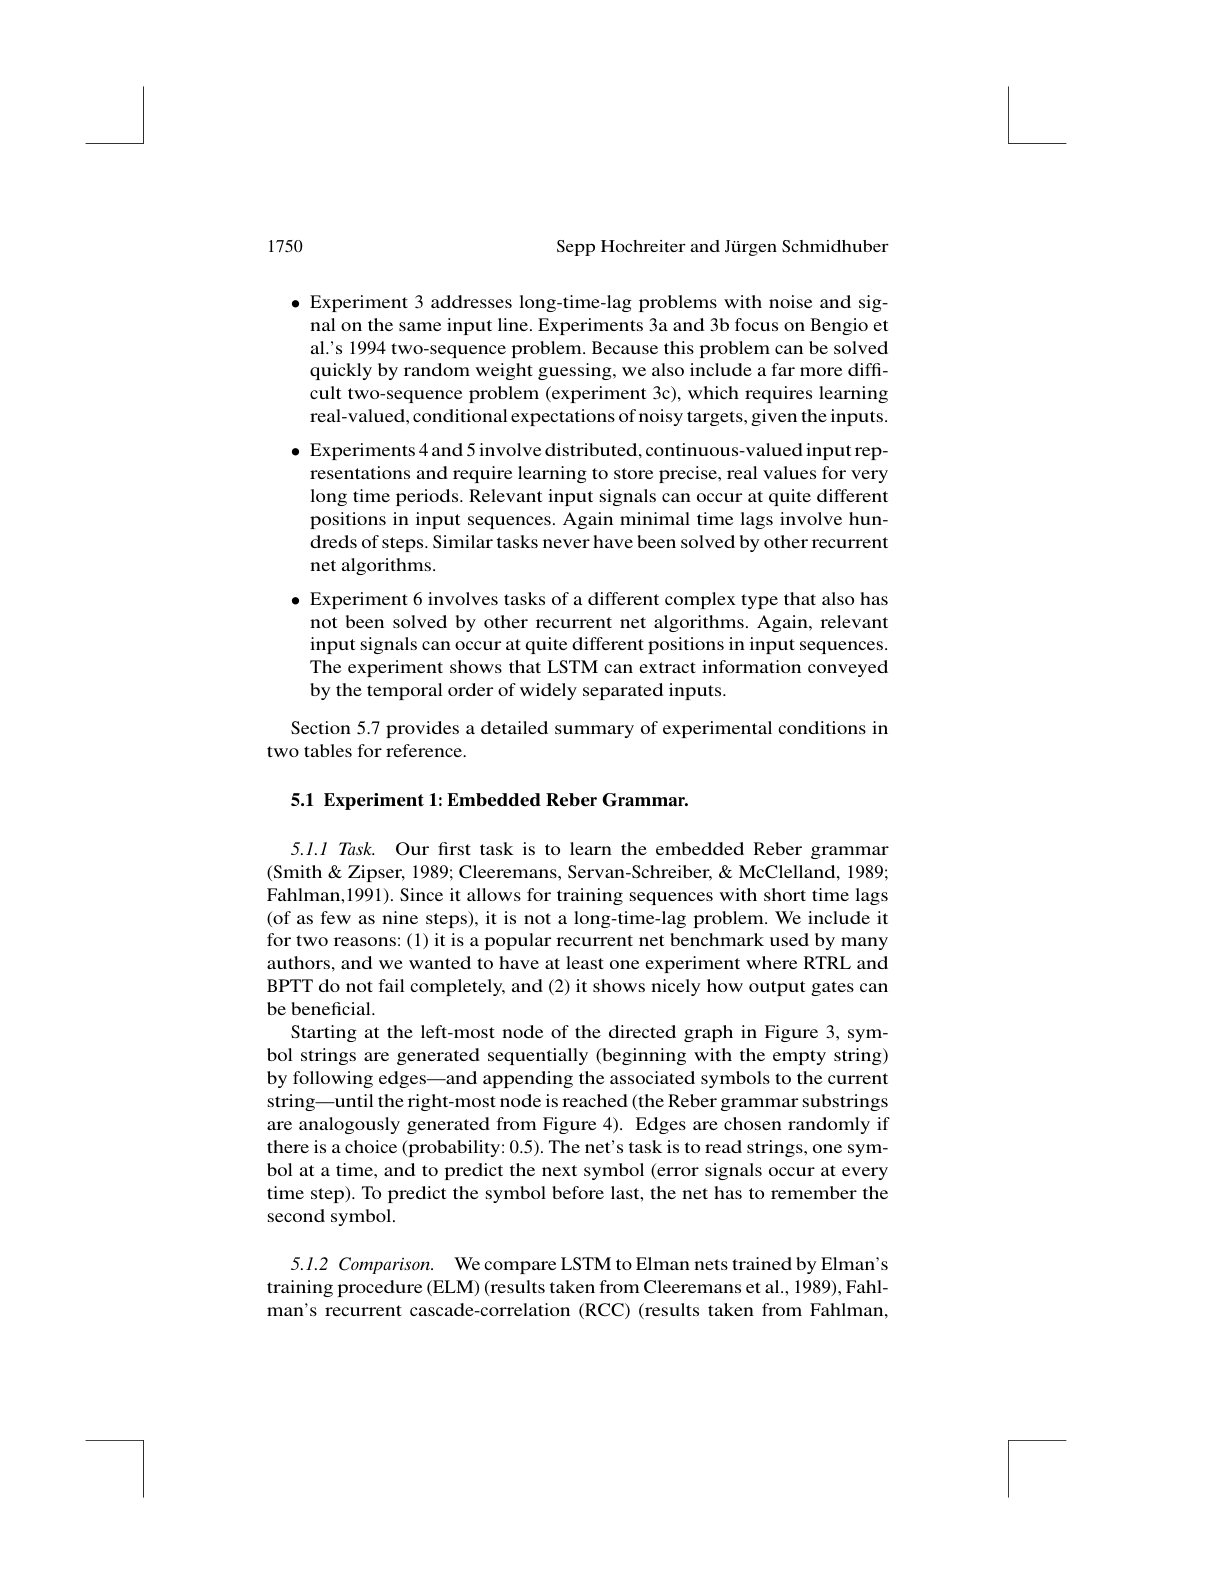 1750 Sepp Hochreiter and Jürgen Schmidhuber
• Experiment 3 addresses long-time-lag problems with noise and sig-
nal on the same input line. Experiments 3a and 3b focus on Bengio et
al.'s 1994 two-sequence problem. Because this problem can be solved
quickly by random weight guessing, we also include a far more diffi-
cult two-sequence problem (experiment 3c), which requires learning
real-valued, conditional expectations of noisy targets, given the inputs.
• Experiments 4 and 5 involve distributed, continuous-valued input rep-
resentations and require learning to store precise, real values for very
long time periods. Relevant input signals can occur at quite different
positions in input sequences. Again minimal time lags involve hun-
dreds of steps. Similar tasks never have been solved by other recurrent
net algorithms.
• Experiment 6 involves tasks of a different complex type that also has
not been solved by other recurrent net algorithms. Again, relevant
input signals can occur at quite different positions in input sequences.
The experiment shows that LSTM can extract information conveyed
by the temporal order of widely separated inputs.
Section 5.7 provides a detailed summary of experimental conditions in
two tables for reference.
5.1 Experiment 1: Embedded Reber Grammar.
5.1.1 Task. Our first task is to learn the embedded Reber grammar
(Smith & Zipser, 1989; Cleeremans, Servan-Schreiber, & McClelland, 1989;
Fahlman,1991). Since it allows for training sequences with short time lags
(of as few as nine steps), it is not a long-time-lag problem. We include it
for two reasons: (1) it is a popular recurrent net benchmark used by many
authors, and we wanted to have at least one experiment where RTRL and
BPTT do not fail completely, and (2) it shows nicely how output gates can
be beneficial.
Starting at the left-most node of the directed graph in Figure 3, sym-
bol strings are generated sequentially (beginning with the empty string)
by following edges—and appending the associated symbols to the current
string—until the right-most node is reached (the Reber grammar substrings
are analogously generated from Figure 4). Edges are chosen randomly if
there is a choice (probability: 0.5). The net's task is to read strings, one sym-
bol at a time, and to predict the next symbol (error signals occur at every
time step). To predict the symbol before last, the net has to remember the
second symbol.
5.1.2 Comparison. We compare LSTM to Elman nets trained by Elman's
training procedure (ELM) (results taken from Cleeremans et al., 1989), Fahl-
man's recurrent cascade-correlation (RCC) (results taken from Fahlman,